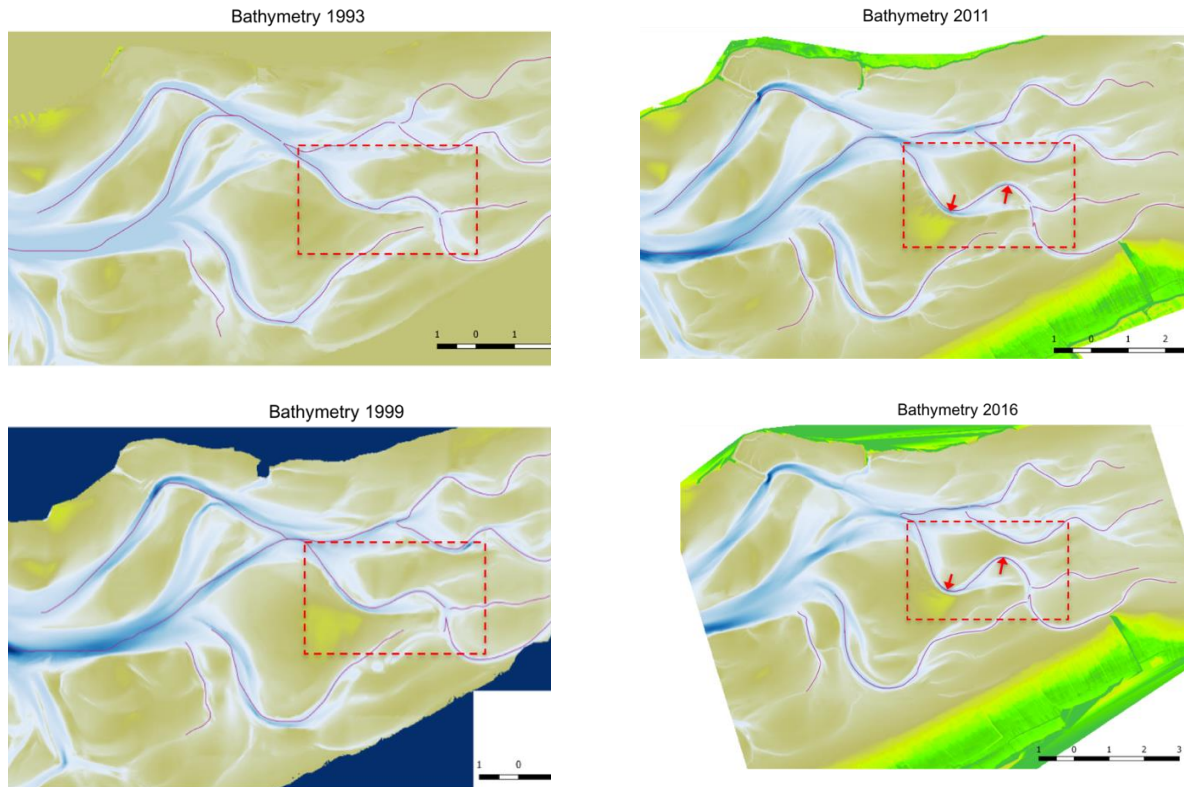 Bathymetry 1993
Bathymetry 2011
1 0 1
1 0 1 2
Bathymetry 1999
Bathymetry 2016
1 0
1 0 1 2 3